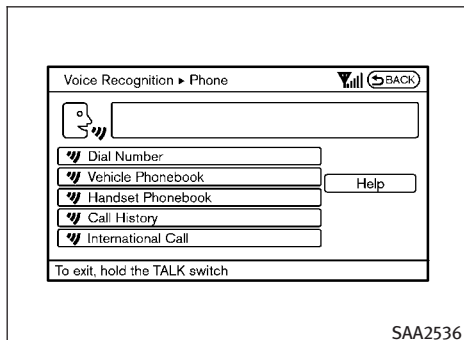 Voice Recognition ▸ Phone
BACK
Dial Number
Vehicle Phonebook
Help
Handset Phonebook
Call History
International Call
To exit, hold the TALK switch
SAA2536